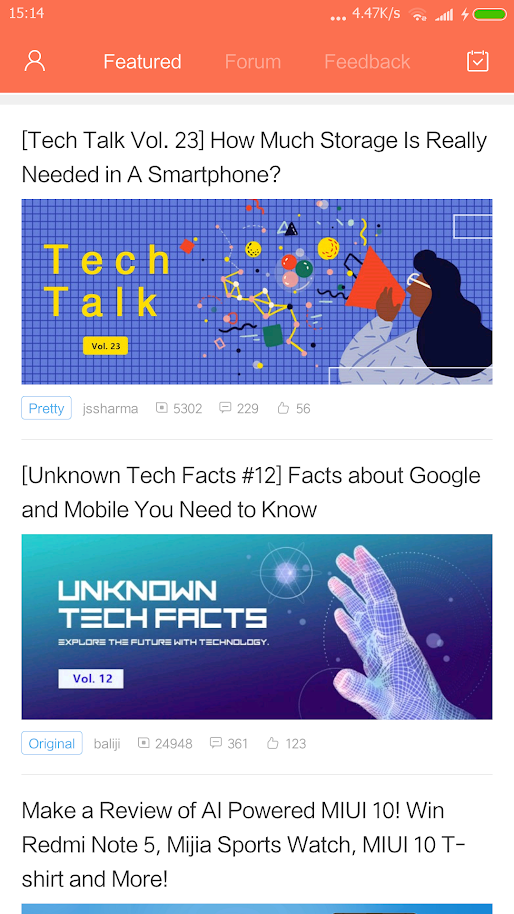 15:14 ... 4.47K/s
Featured Forum Feedback
[Tech Talk Vol. 23] How Much Storage Is Really
Needed in A Smartphone?
Tech
Talk
Vol. 23
Pretty jssharma 5302 229 56
[Unknown Tech Facts #12] Facts about Google
and Mobile You Need to Know
UNKNOWN
TECH FACTS
EXPLORE THE FUTURE WITH TECHNOLOGY.
Vol. 12
Original baliji 24948 361 123
Make a Review of AI Powered MIUI 10! Win
Redmi Note 5, Mijia Sports Watch, MIUI 10 T-
shirt and More!